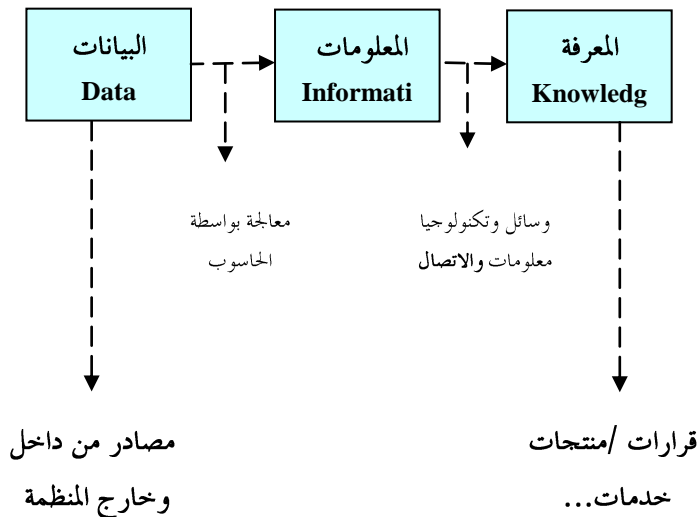 البيانات
Data
المعلومات
Informati
المعرفة
Knowledg
معالجة بواسطة
الحاسوب
وسائل وتكنولوجيا
معلومات والاتصال
مصادر من داخل
وخارج المنظمة
قرارات /منتجات
خدمات...